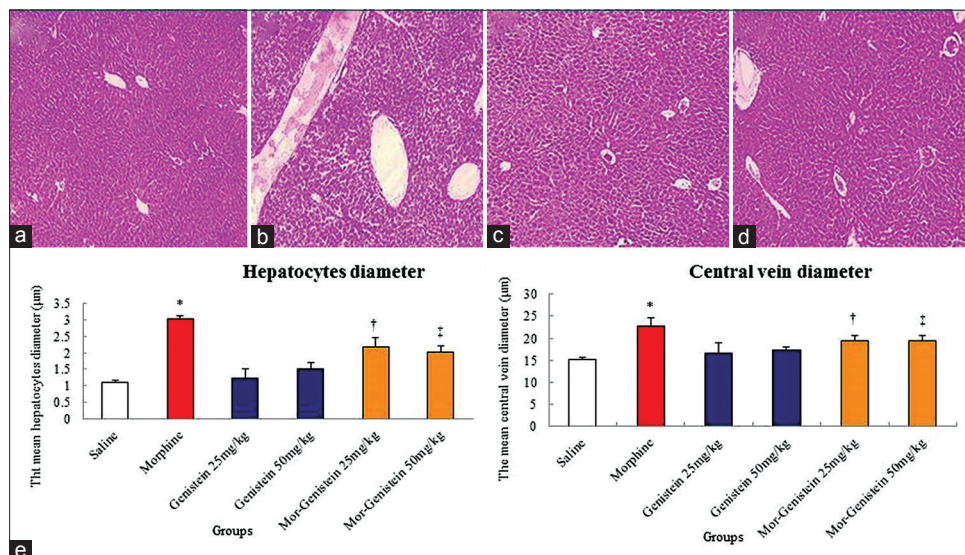 a
b
c
d
Hepatocytes diameter
Tht mean hepatocytes diameter (µm)
3.5
3
2.5
2
1.5
1
0.5
0
*
†
‡
Saline
Morphine
Genistein 25mg/kg
Genistein 50mg/kg
Mor-Genistein 25mg/kg
Mor-Genistein 50mg/kg
Groups
Central vein diameter
The mean central vein diameter (µm)
30
25
20
15
10
5
0
*
†
‡
Saline
Morphine
Genistein 25mg/kg
Genistein 50mg/kg
Mor-Genistein 25mg/kg
Mor-Genistein 50mg/kg
Groups
e